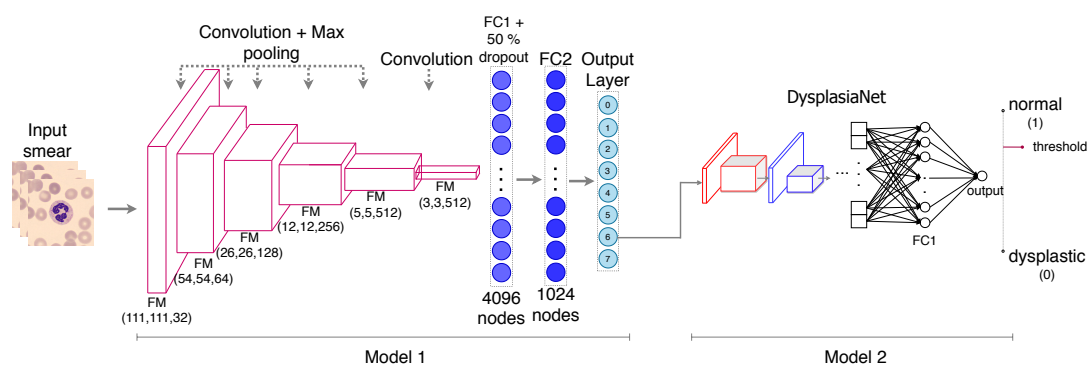 Convolution + Max
pooling
Convolution
FC1 +
50 %
dropout
FC2
Output
Layer
Input
smear
FM
(111,111,32)
FM
(54,54,64)
FM
(26,26,128)
FM
(12,12,256)
FM
(5,5,512)
FM
(3,3,512)
4096
nodes
1024
nodes
0
1
2
3
4
5
6
7
Model 1
DysplasiaNet
FC1
output
normal
(1)
threshold
dysplastic
(0)
Model 2